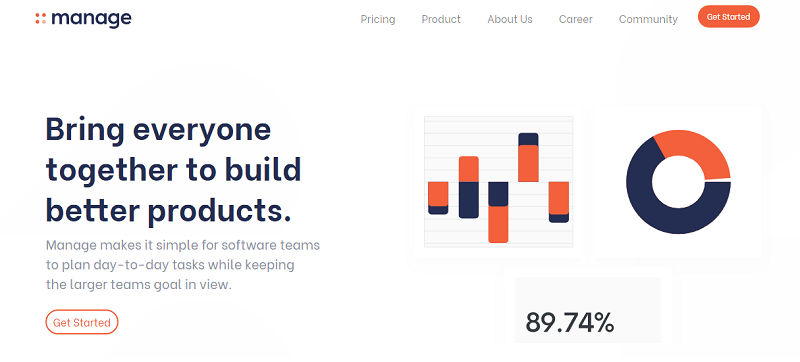 manage
Pricing Product About Us Career Community Get Started
Bring everyone
together to build
better products.
Manage makes it simple for software teams
to plan day-to-day tasks while keeping
the larger teams goal in view.
Get Started
89.74%